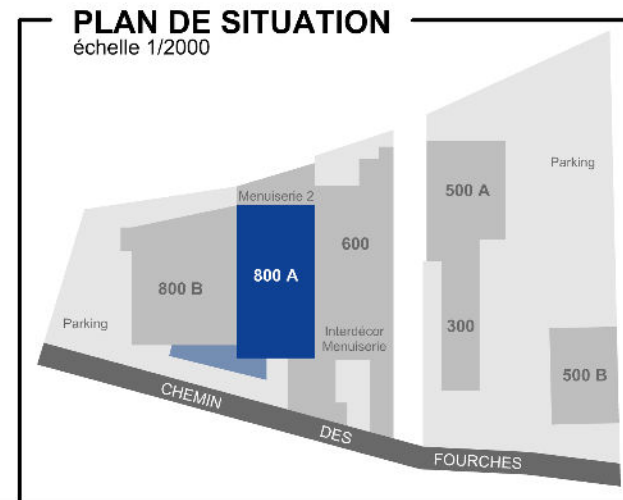 PLAN DE SITUATION
échelle 1/2000
Parking
500 A
Menuiserie 2
600
800 A
800 B
Parking
300
Interdécor
Menuiserie
500 B
CHEMIN
DES
FOURCHES